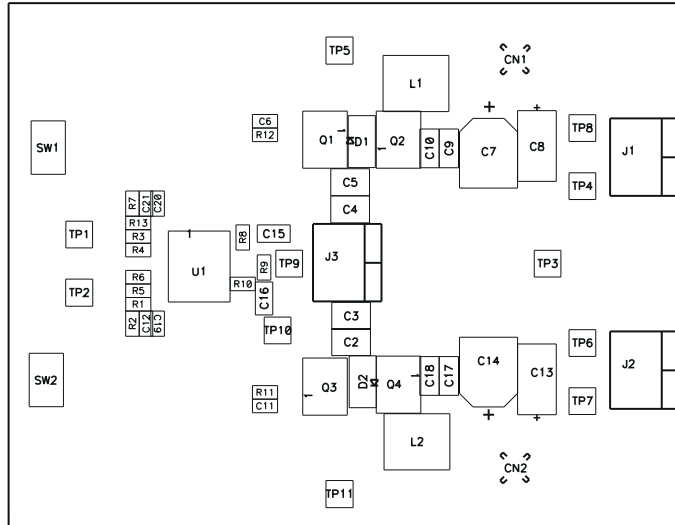 TP5
L1
CN1
C6
R12
Q1
1
D1
1
Q2
C10
C9
+
C7
+
C8
TP8
J1
SW1
C5
TP4
R7
C21
C20
C4
R13
TP1
R3
R4
1
U1
R8
C15
R9
TP9
J3
TP3
TP2
R6
R5
R1
R10
C16
R2
C12
C19
TP10
C3
C2
TP6
SW2
R11
C11
Q3
1
D2
1
Q4
C18
C17
C14
+
C13
+
TP7
J2
L2
CN2
TP11